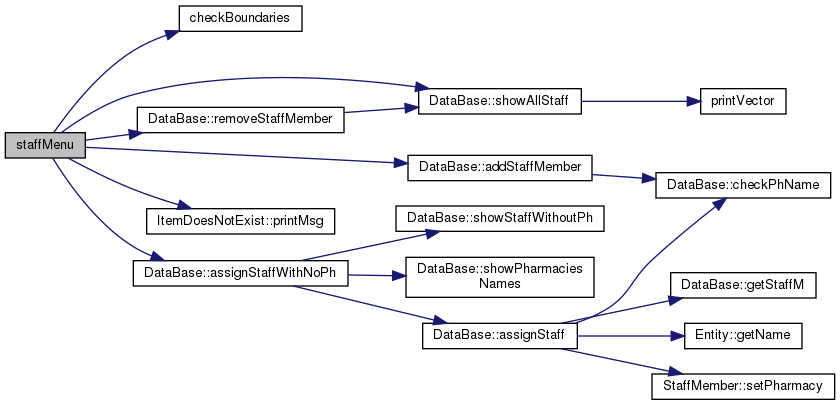 checkBoundaries
DataBase::showAllStaff
printVector
DataBase::removeStaffMember
staffMenu
DataBase::addStaffMember
DataBase::checkPhName
ItemDoesNotExist::printMsg
DataBase::showStaffWithoutPh
DataBase::assignStaffWithNoPh
DataBase::showPharmacies
Names
DataBase::getStaffM
DataBase::assignStaff
Entity::getName
StaffMember::setPharmacy